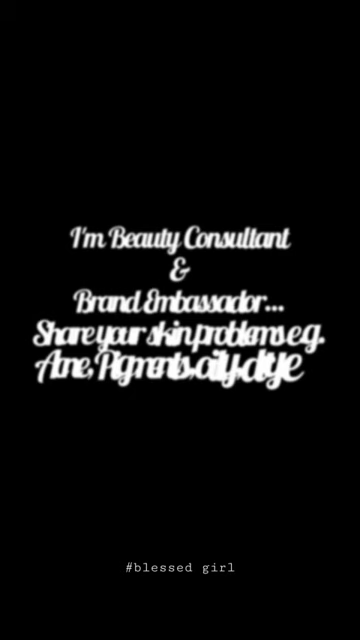 I'm Beauty Consultant
&
Brand Embassador...
Share your skin problems e.g.
Acne, Pigments, oily,
#blessed girl